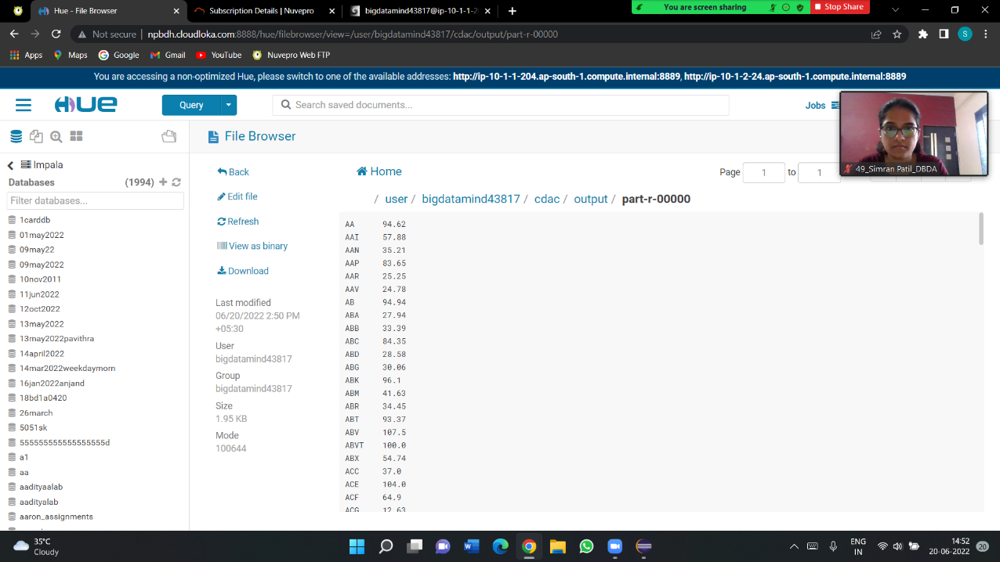 Hue - File Browser
Subscription Details | Nuvepro
bigdatamind43817@ip-10-1-1-2
You are screen sharing
Stop Share
Not secure | npbdh.cloudloka.com:8888/hue/filebrowser/view=/user/bigdatamind43817/cdac/output/part-r-00000
S
Apps
Maps
Google
Gmail
YouTube
Nuvepro Web FTP
You are accessing a non-optimized Hue, please switch to one of the available addresses: http://ip-10-1-1-204.ap-south-1.compute.internal:8889, http://ip-10-1-2-24.ap-south-1.compute.internal:8889
HUE
Query
Search saved documents...
Jobs
49_Simran Patil_DBDA
File Browser
Impala
Databases (1994)
Filter databases...
1carddb
01may2022
09may22
09may2022
10nov2011
11jun2022
12oct2022
13may2022
13may2022pavithra
14april2022
14mar2022weekdaymorn
16jan2022anjand
18bd1a0420
26march
5051sk
555555555555555555d
a1
aa
aadityaalab
aadityalab
aaron_assignments
Back
Edit file
Refresh
View as binary
Download
Last modified
06/20/2022 2:50 PM
+05:30
User
bigdatamind43817
Group
bigdatamind43817
Size
1.95 KB
Mode
100644
Home
Page 1 to 1
/ user / bigdatamind43817 / cdac / output / part-r-00000
AA 94.62
AAI 57.88
AAN 35.21
AAP 83.65
AAR 25.25
AAV 24.78
AB 94.94
ABA 27.94
ABB 33.39
ABC 84.35
ABD 28.58
ABG 30.06
ABK 96.1
ABM 41.63
ABR 34.45
ABT 93.37
ABV 107.5
ABVT 100.0
ABX 54.74
ACC 37.0
ACE 104.0
ACF 64.9
ACG 12.63
35°C
Cloudy
ENG
IN
14:52
20-06-2022
20